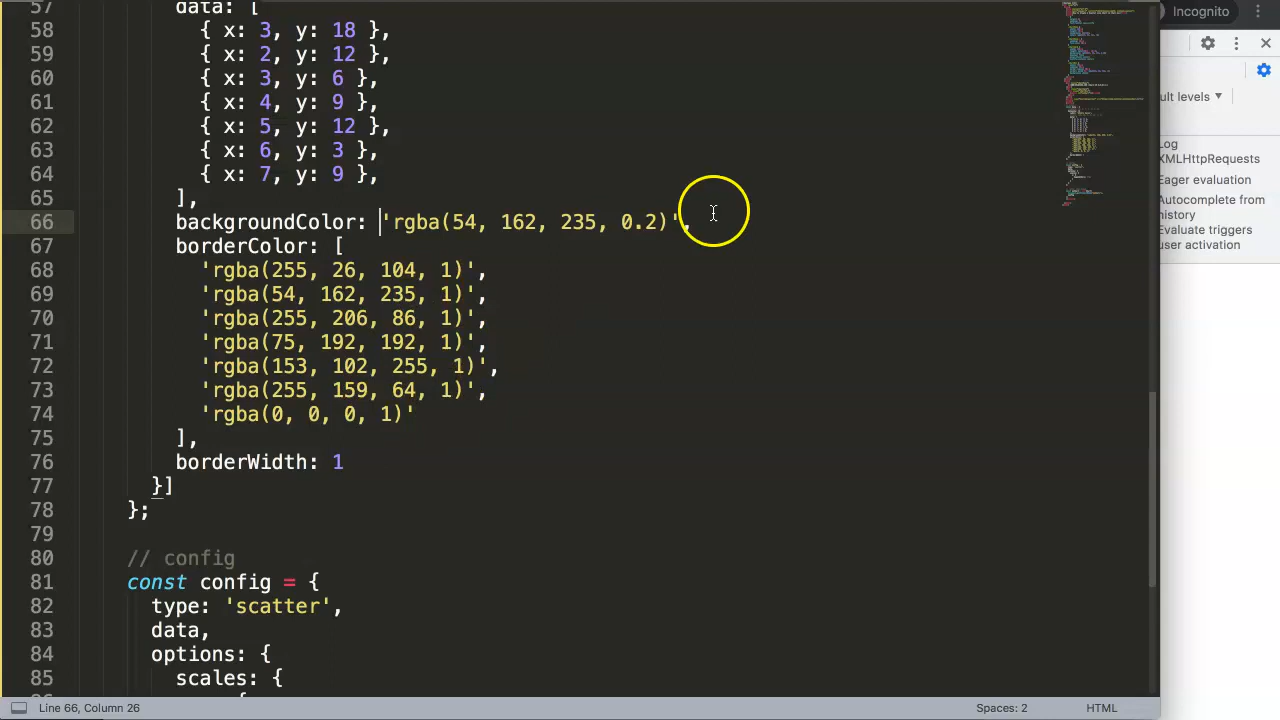 57 data: [
58 { x: 3, y: 18 },
59 { x: 2, y: 12 },
60 { x: 3, y: 6 },
61 { x: 4, y: 9 },
62 { x: 5, y: 12 },
63 { x: 6, y: 3 },
64 { x: 7, y: 9 },
65 ],
66 backgroundColor: 'rgba(54, 162, 235, 0.2)',
67 borderColor: [
68 'rgba(255, 26, 104, 1)',
69 'rgba(54, 162, 235, 1)',
70 'rgba(255, 206, 86, 1)',
71 'rgba(75, 192, 192, 1)',
72 'rgba(153, 102, 255, 1)',
73 'rgba(255, 159, 64, 1)',
74 'rgba(0, 0, 0, 1)'
75 ],
76 borderWidth: 1
77 }]
78 };
79
80 // config
81 const config = {
82 type: 'scatter',
83 data,
84 options: {
85 scales: {
Line 66, Column 26
Spaces: 2
HTML
Incognito
ult levels
Log
XMLHttpRequests
Eager evaluation
Autocomplete from
history
Evaluate triggers
user activation